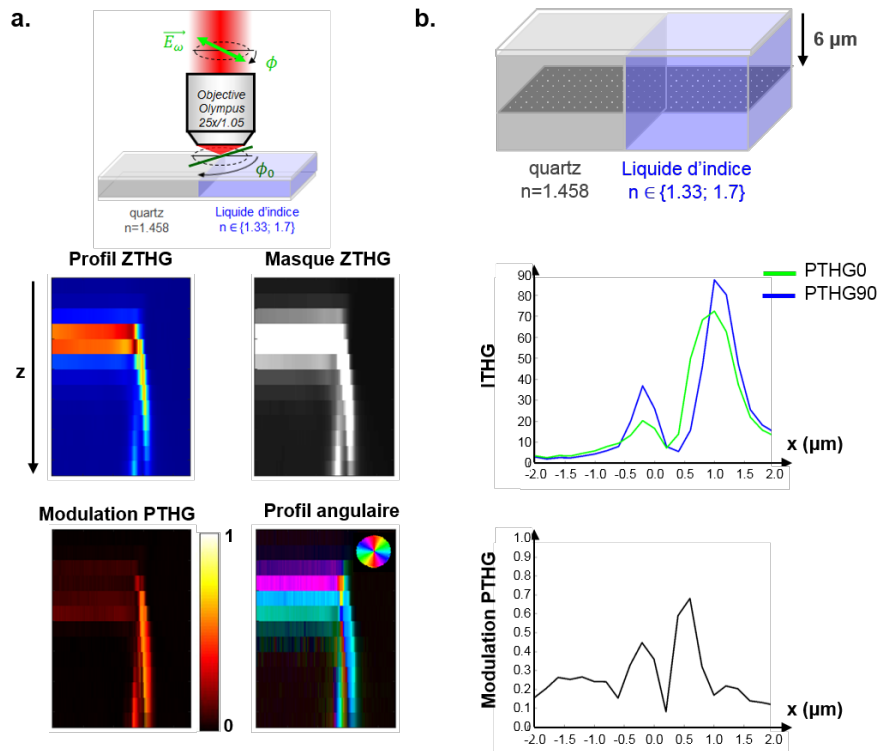 a.
E⃗ω
ϕ
Objective
Olympus
25x/1.05
ϕ0
quartz
n=1.458
Liquide d'indice
n ∈ {1.33; 1.7}
Profil ZTHG
Masque ZTHG
z
Modulation PTHG
Profil angulaire
1
0
b.
6 µm
quartz
n=1.458
Liquide d'indice
n ∈ {1.33; 1.7}
PTHG0
PTHG90
ITHG
90
80
70
60
50
40
30
20
10
0
-2.0 -1.5 -1.0 -0.5 0.0 0.5 1.0 1.5 2.0
x (µm)
Modulation PTHG
1.0
0.9
0.8
0.7
0.6
0.5
0.4
0.3
0.2
0.1
0.0
-2.0 -1.5 -1.0 -0.5 0.0 0.5 1.0 1.5 2.0
x (µm)